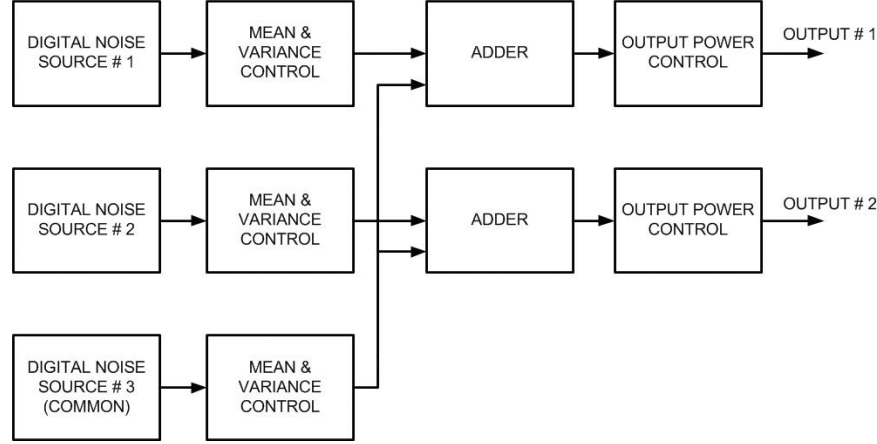 DIGITAL NOISE
SOURCE # 1
MEAN &
VARIANCE
CONTROL
ADDER
OUTPUT POWER
CONTROL
OUTPUT # 1
DIGITAL NOISE
SOURCE # 2
MEAN &
VARIANCE
CONTROL
ADDER
OUTPUT POWER
CONTROL
OUTPUT # 2
DIGITAL NOISE
SOURCE # 3
(COMMON)
MEAN &
VARIANCE
CONTROL